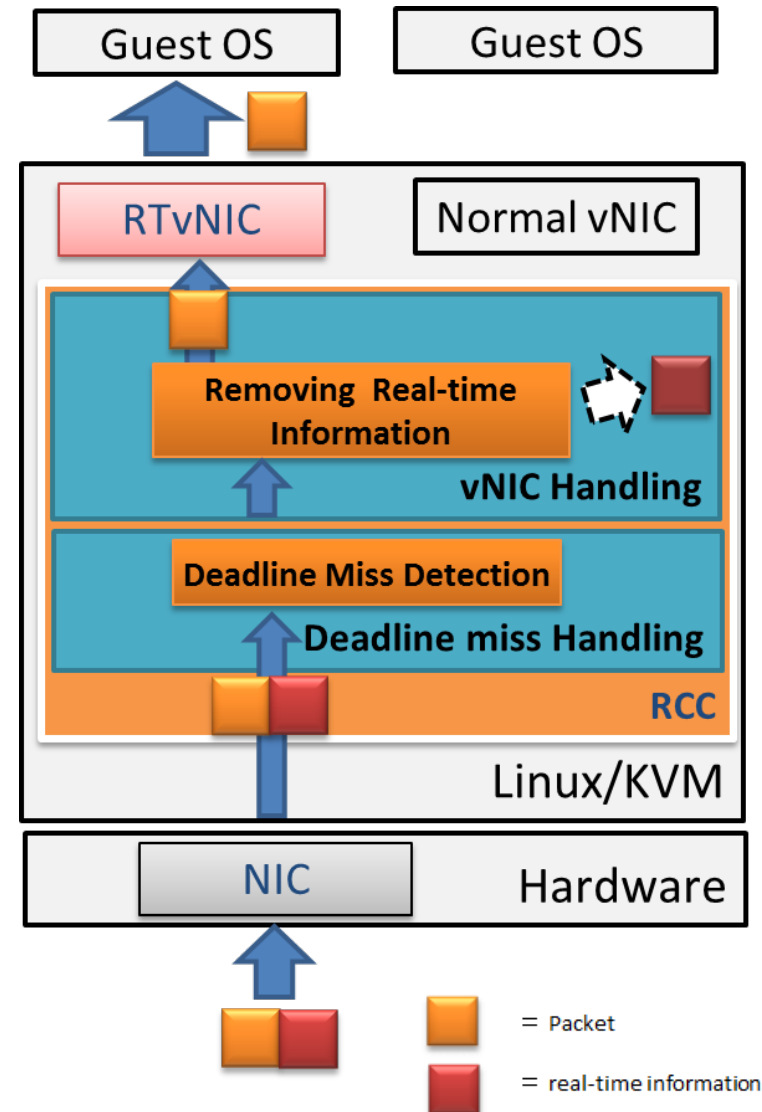 Guest OS
Guest OS
RTvNIC
Normal vNIC
Removing Real-time
Information
vNIC Handling
Deadline Miss Detection
Deadline miss Handling
RCC
Linux/KVM
NIC
Hardware
= Packet
= real-time information